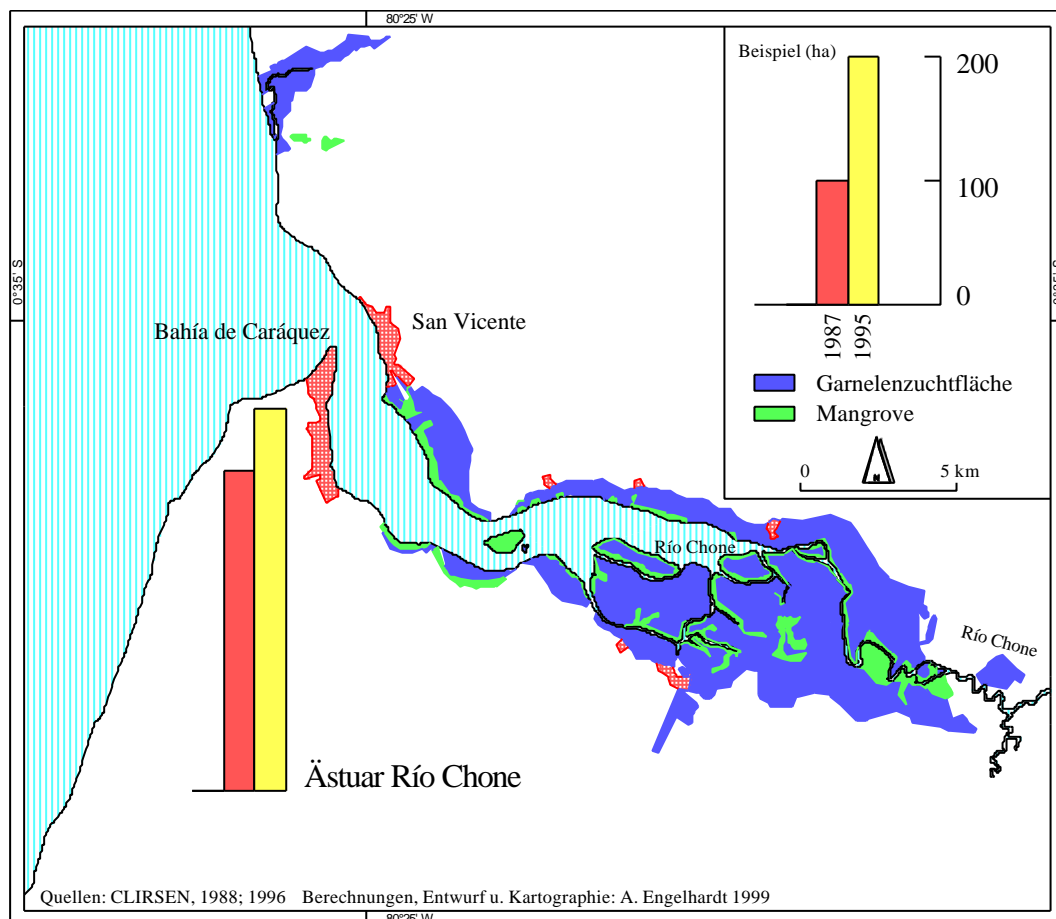 80°25' W
Beispiel (ha)
200
100
0
1987
1995
0°35' S
0°35' S
San Vicente
Bahía de Caráquez
Garnelenzuchtfläche
Mangrove
N
0
5 km
Río Chone
Río Chone
Ästuar Río Chone
Quellen: CLIRSEN, 1988; 1996 Berechnungen, Entwurf u. Kartographie: A. Engelhardt 1999
80°25' W